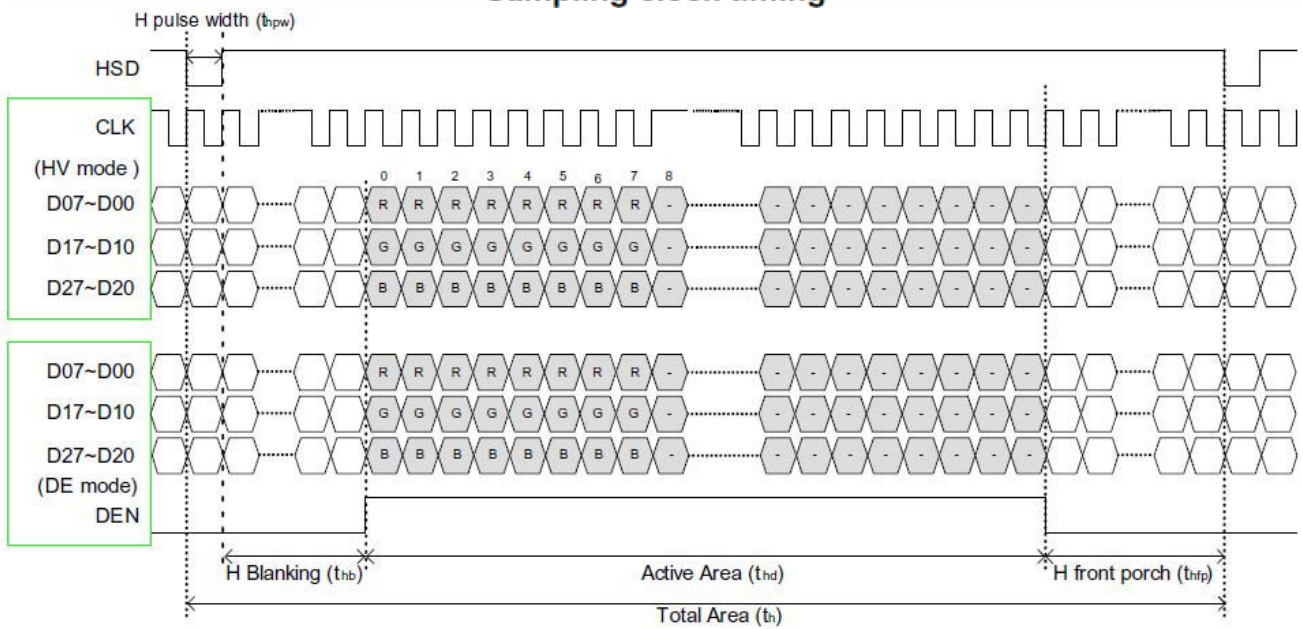 H pulse width (thpw)
HSD
CLK
(HV mode )
0 1 2 3 4 5 6 7 8
D07~D00 R R R R R R R R - - - - - - - - -
D17~D10 G G G G G G G G - - - - - - - - -
D27~D20 B B B B B B B B - - - - - - - - -
D07~D00 R R R R R R R R - - - - - - - - -
D17~D10 G G G G G G G G - - - - - - - - -
D27~D20 B B B B B B B B - - - - - - - - -
(DE mode)
DEN
H Blanking (thb) Active Area (thd) H front porch (thfp)
Total Area (th)